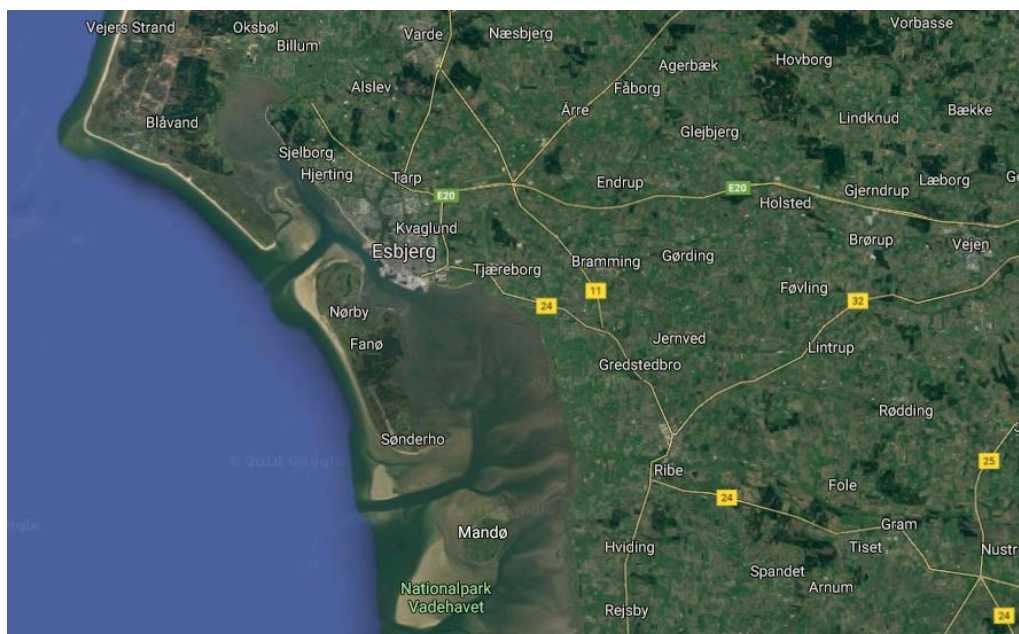 Vejers Strand
Oksbøl
Billum
Varde
Næsbjerg
Vorbasse
Agerbæk
Hovborg
Fåborg
Alslev
Årre
Bække
Lindknud
Blåvand
Glejbjerg
Sjelborg
Hjerting
Tarp
Endrup
E20
E20
Gjerndrup
Læborg
Holsted
Kvaglund
Brørup
Vejen
Esbjerg
Gørding
Bramming
Tjæreborg
11
Føvling
24
32
Nørby
Fanø
Jernved
Lintrup
Gredstedbro
Rødding
Sønderho
© 2018 Google
25
Ribe
Fole
24
Gram
Mandø
Hviding
Tiset
Nustr
Spandet
Arnum
Nationalpark
Vadehavet
Rejsby
24